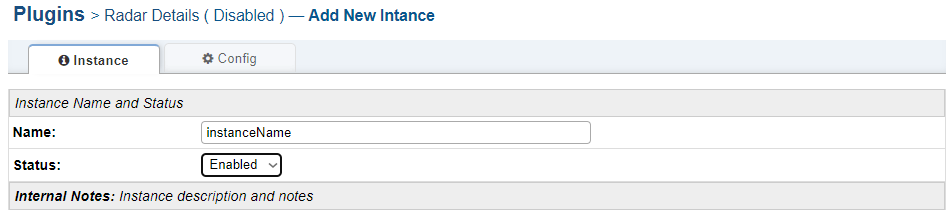 Plugins > Radar Details ( Disabled ) — Add New Intance
Instance Config
Instance Name and Status
Name: instanceName
Status: Enabled
Internal Notes: Instance description and notes